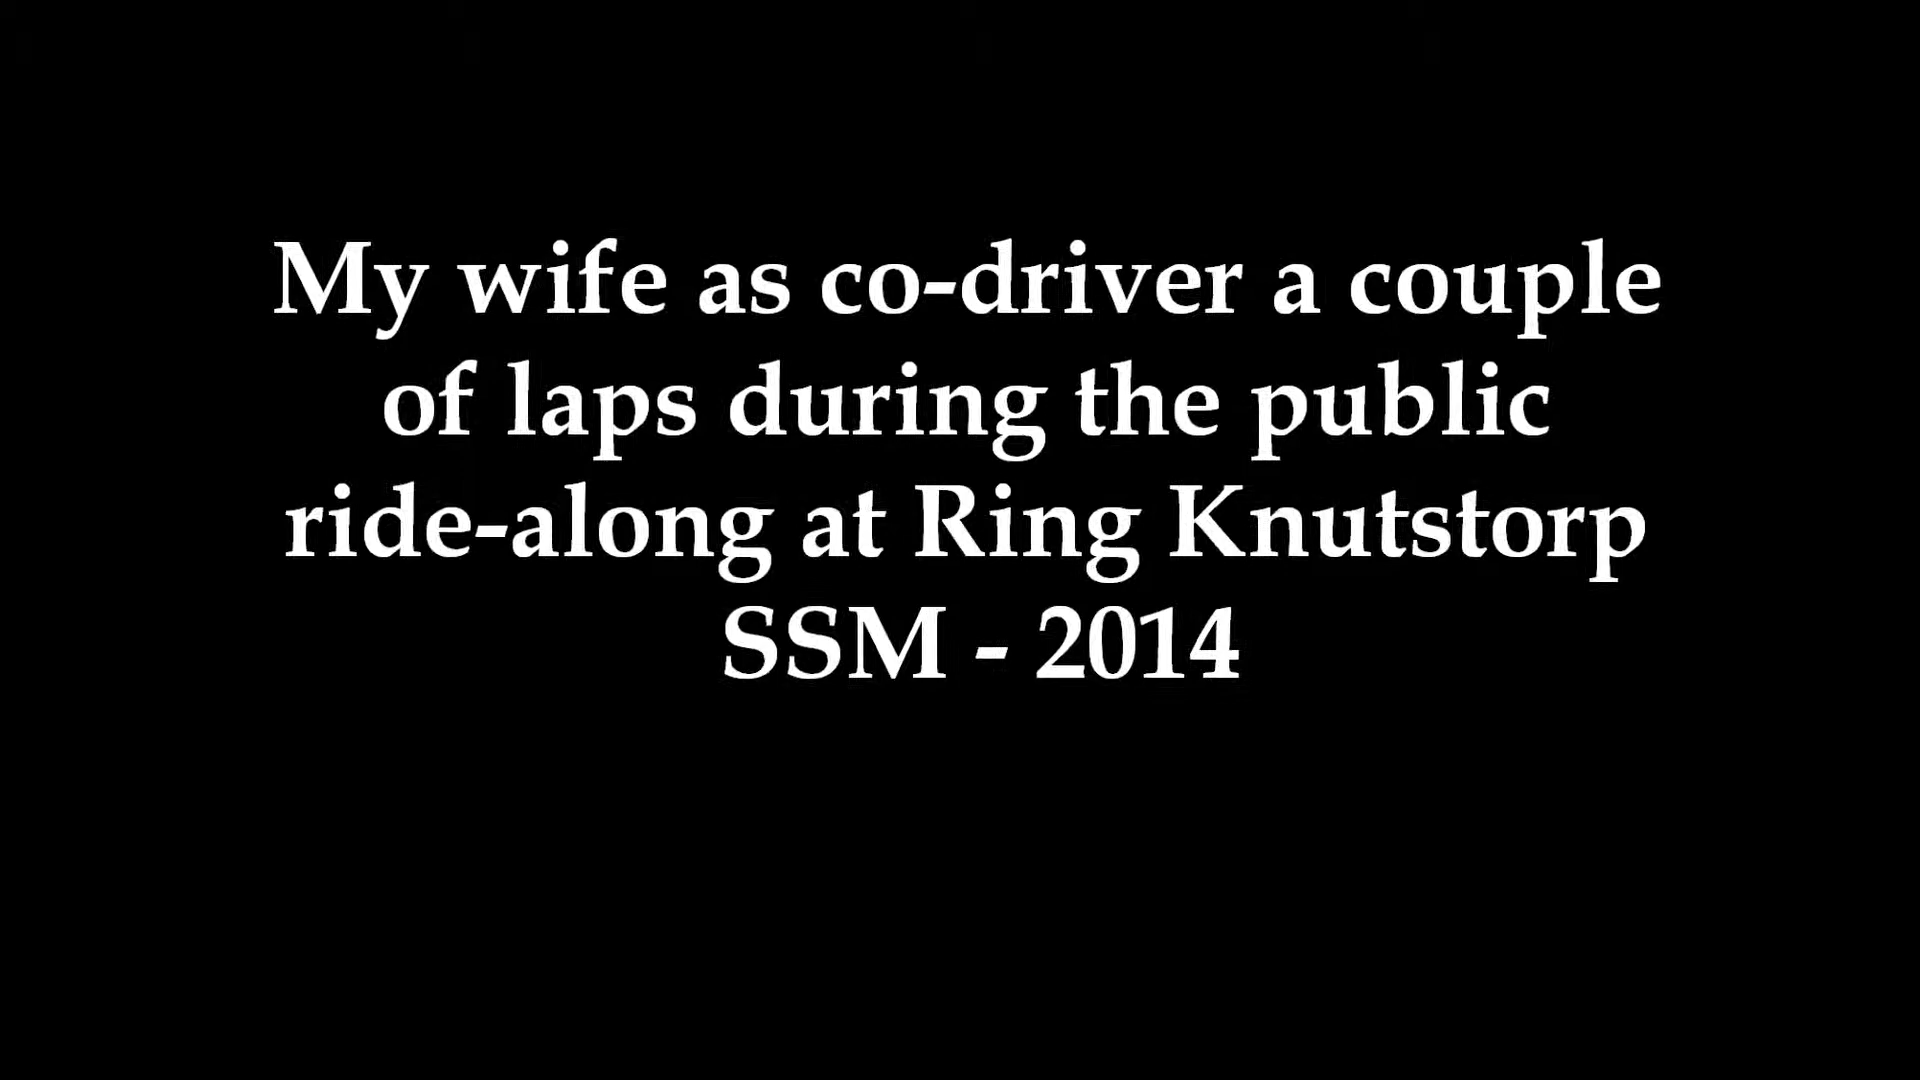 My wife as co-driver a couple
of laps during the public
ride-along at Ring Knutstorp
SSM - 2014